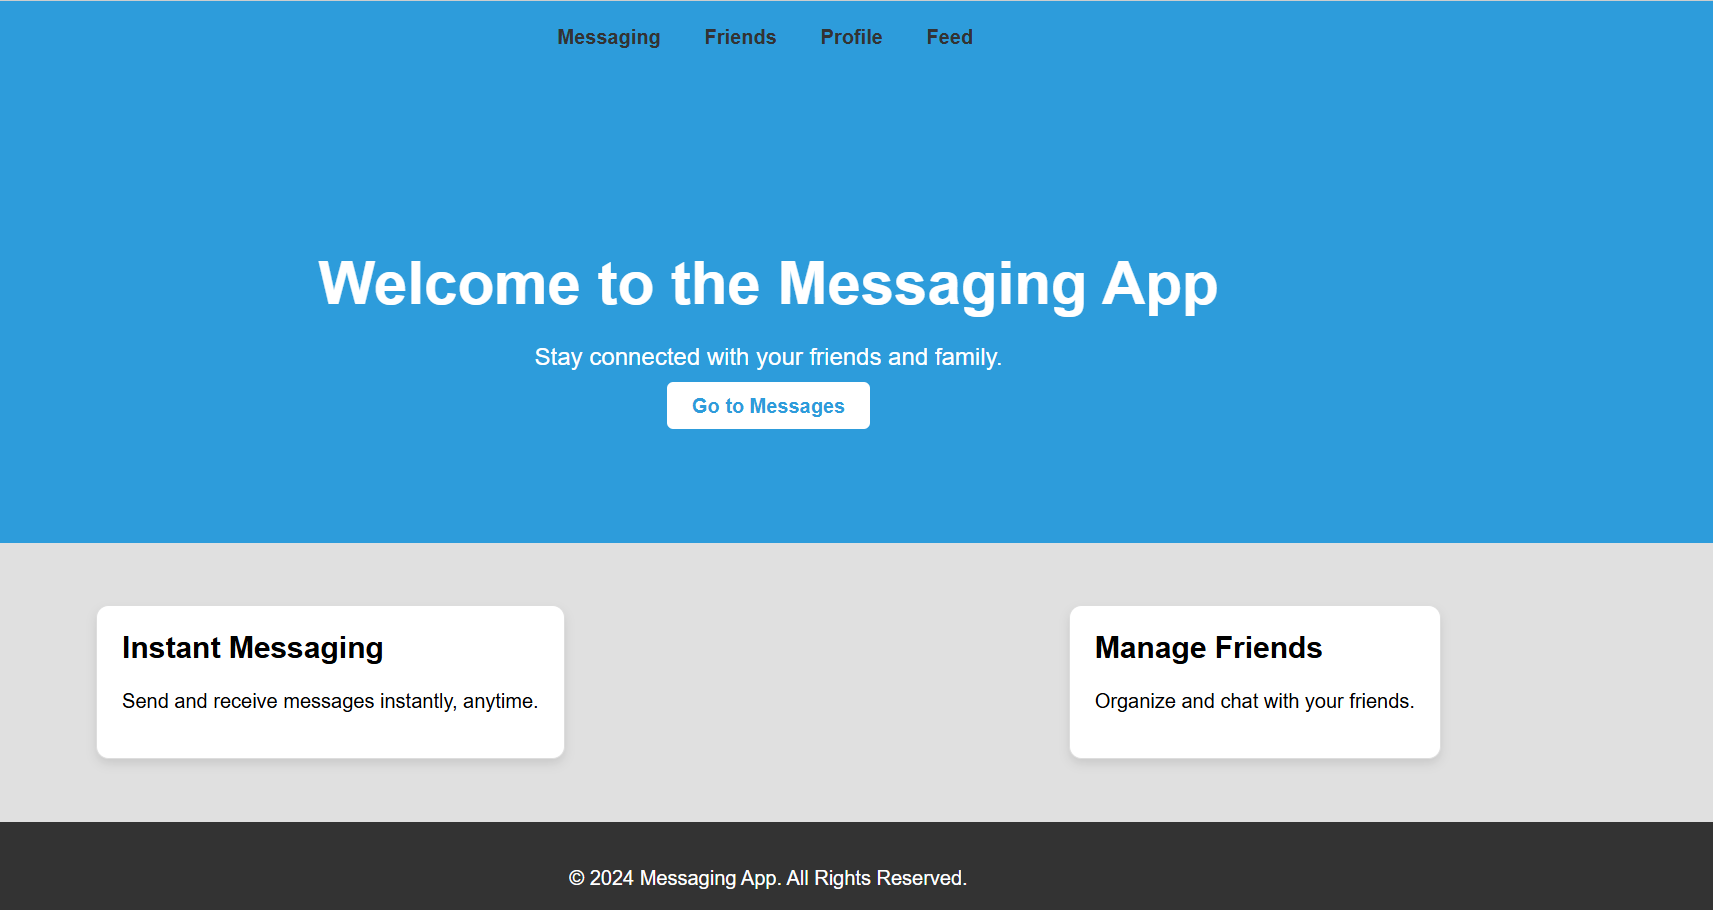 Messaging Friends Profile Feed
Welcome to the Messaging App
Stay connected with your friends and family.
Go to Messages
Instant Messaging
Send and receive messages instantly, anytime.
Manage Friends
Organize and chat with your friends.
© 2024 Messaging App. All Rights Reserved.